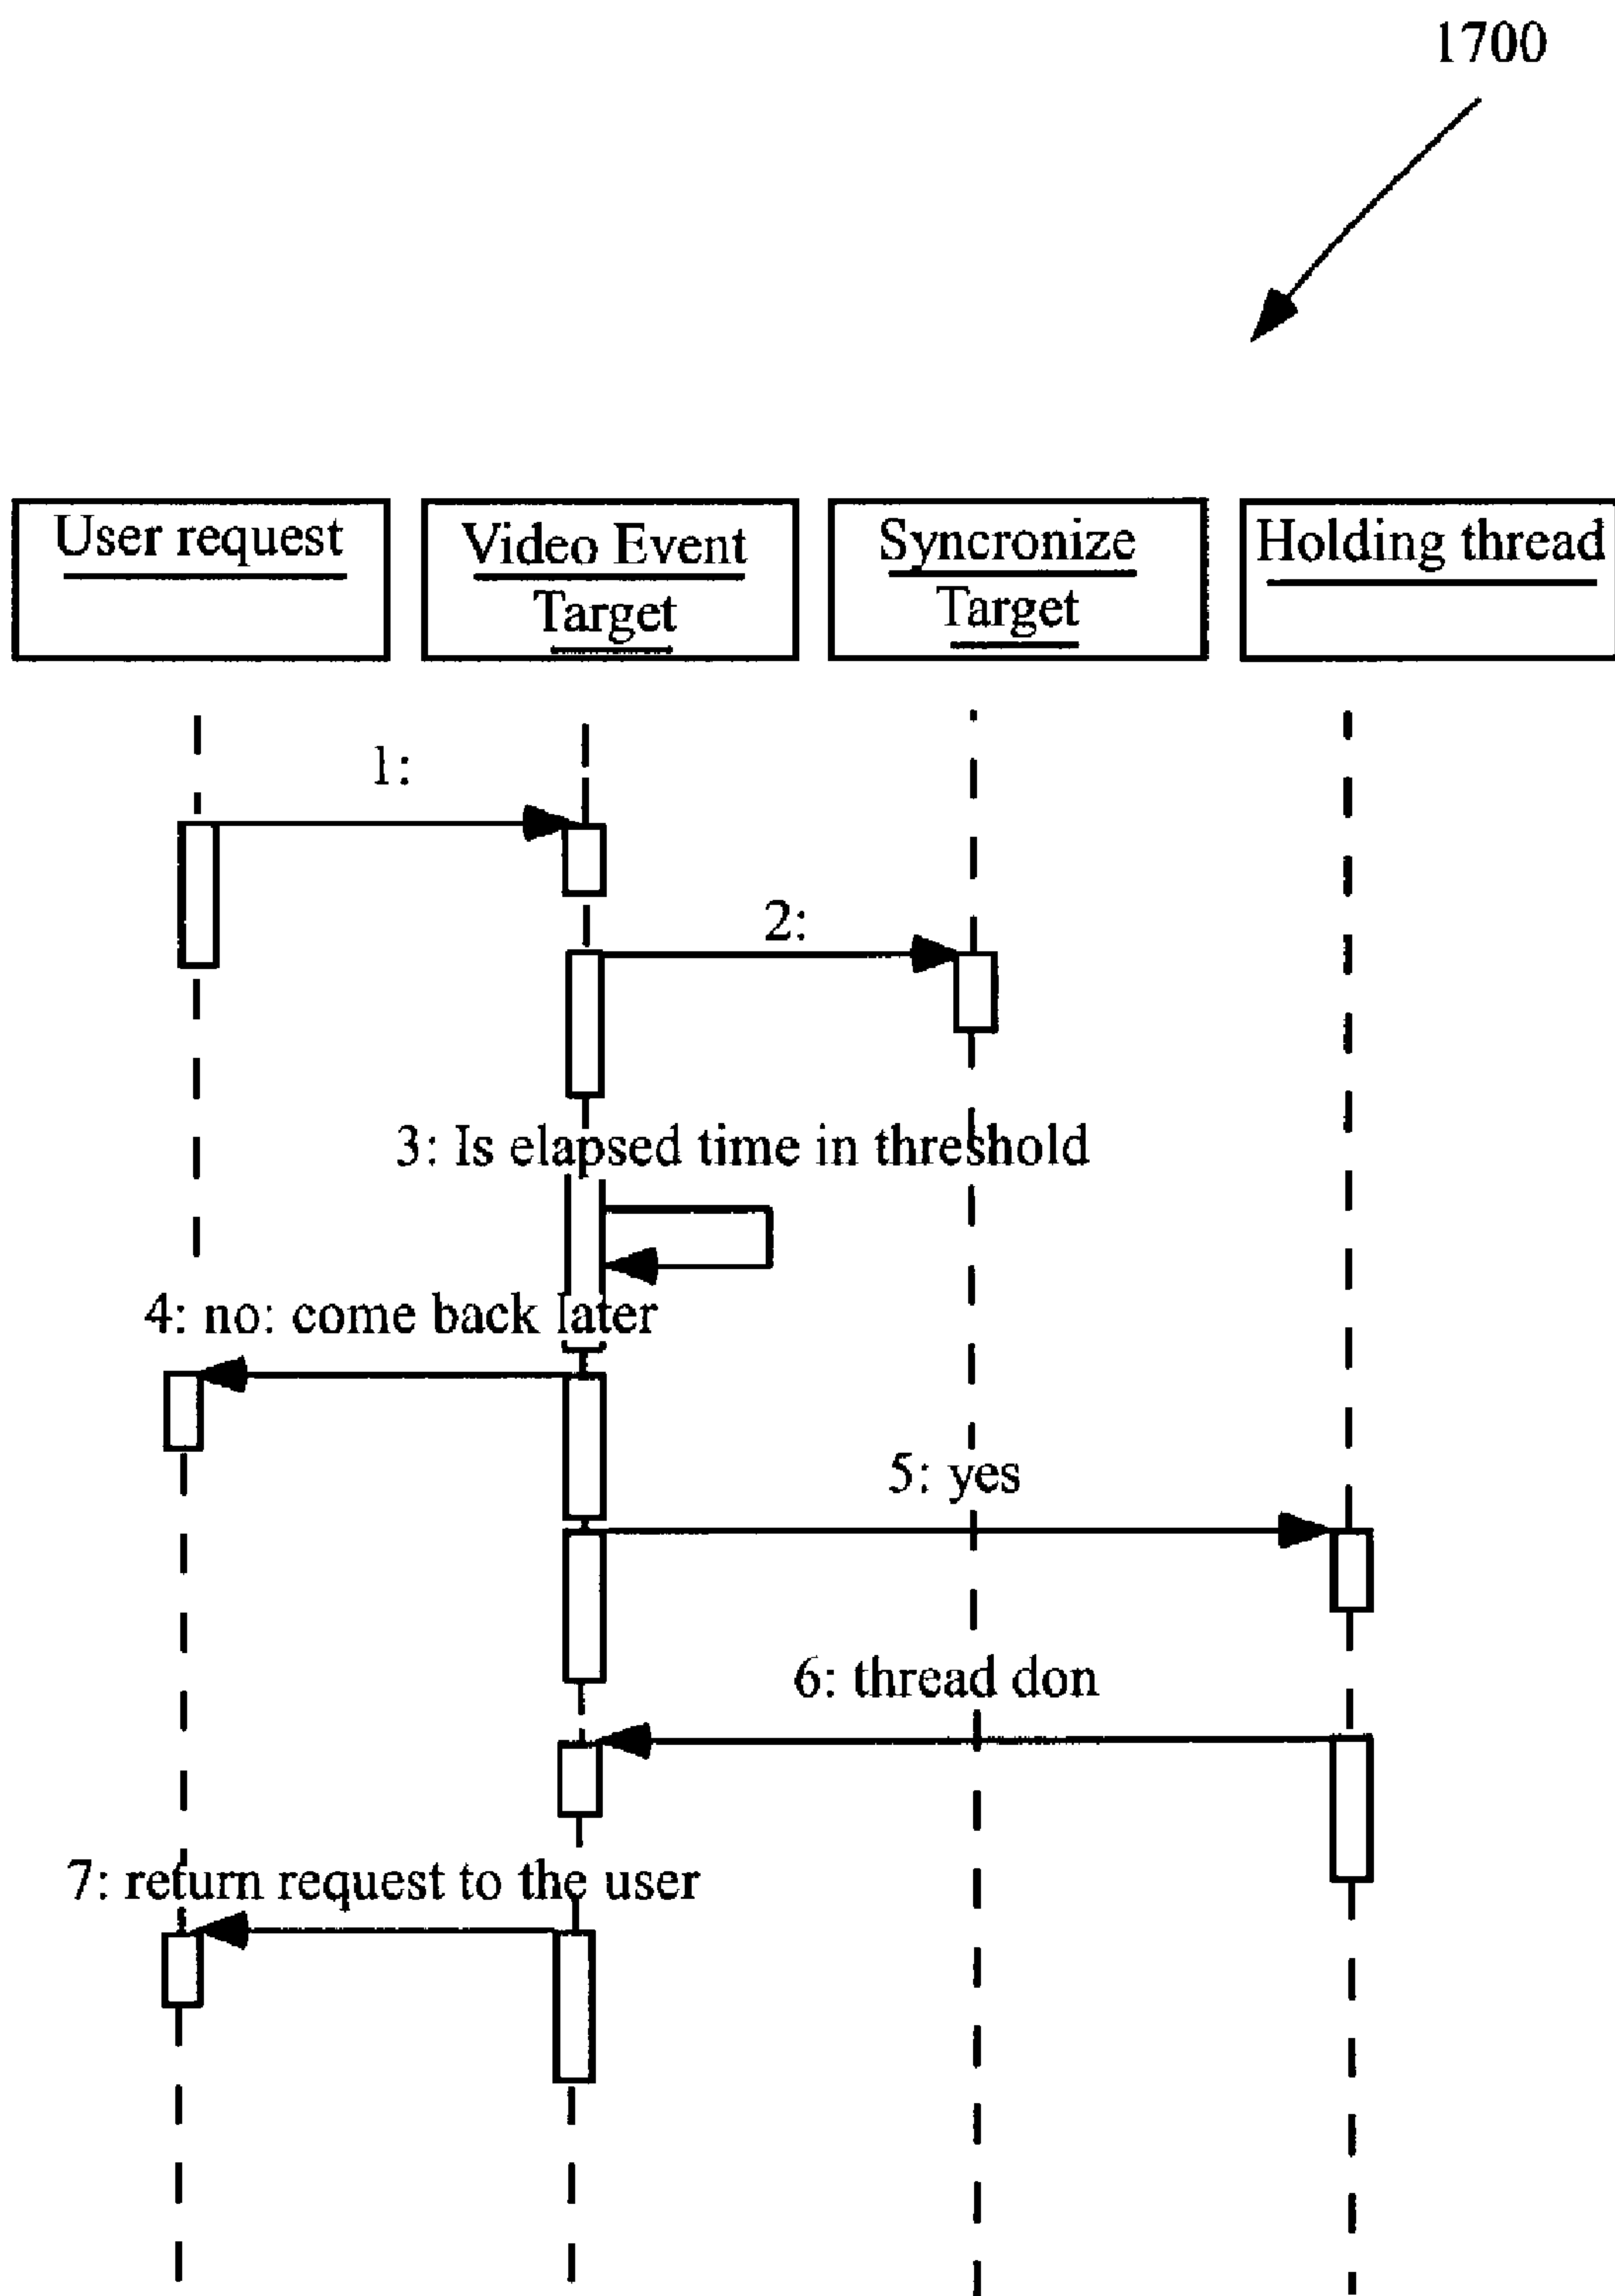 1700
User request
Video Event
Target
Syncronize
Target
Holding thread
1:
2:
3: Is elapsed time in threshold
4: no: come back later
5: yes
6: thread don
7: return request to the user